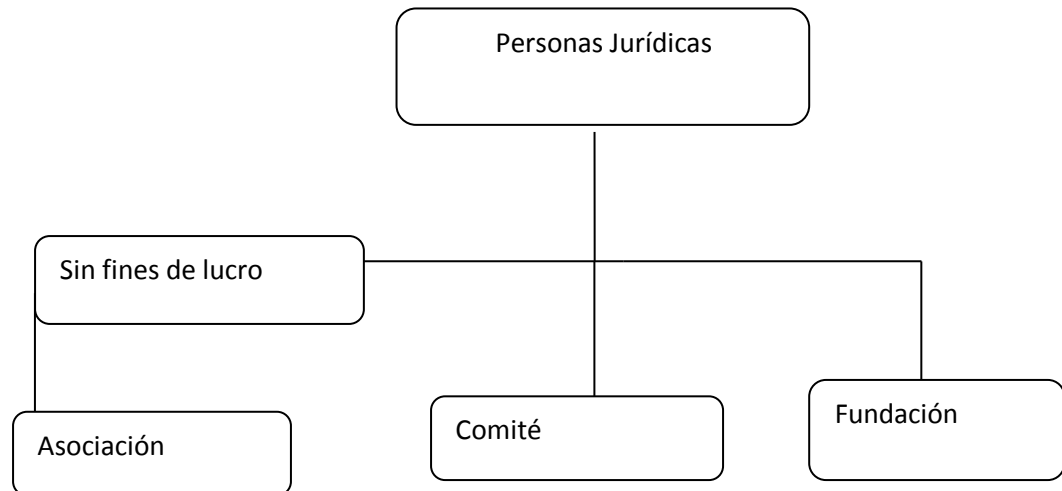 Personas Jurídicas
Sin fines de lucro
Asociación
Comité
Fundación